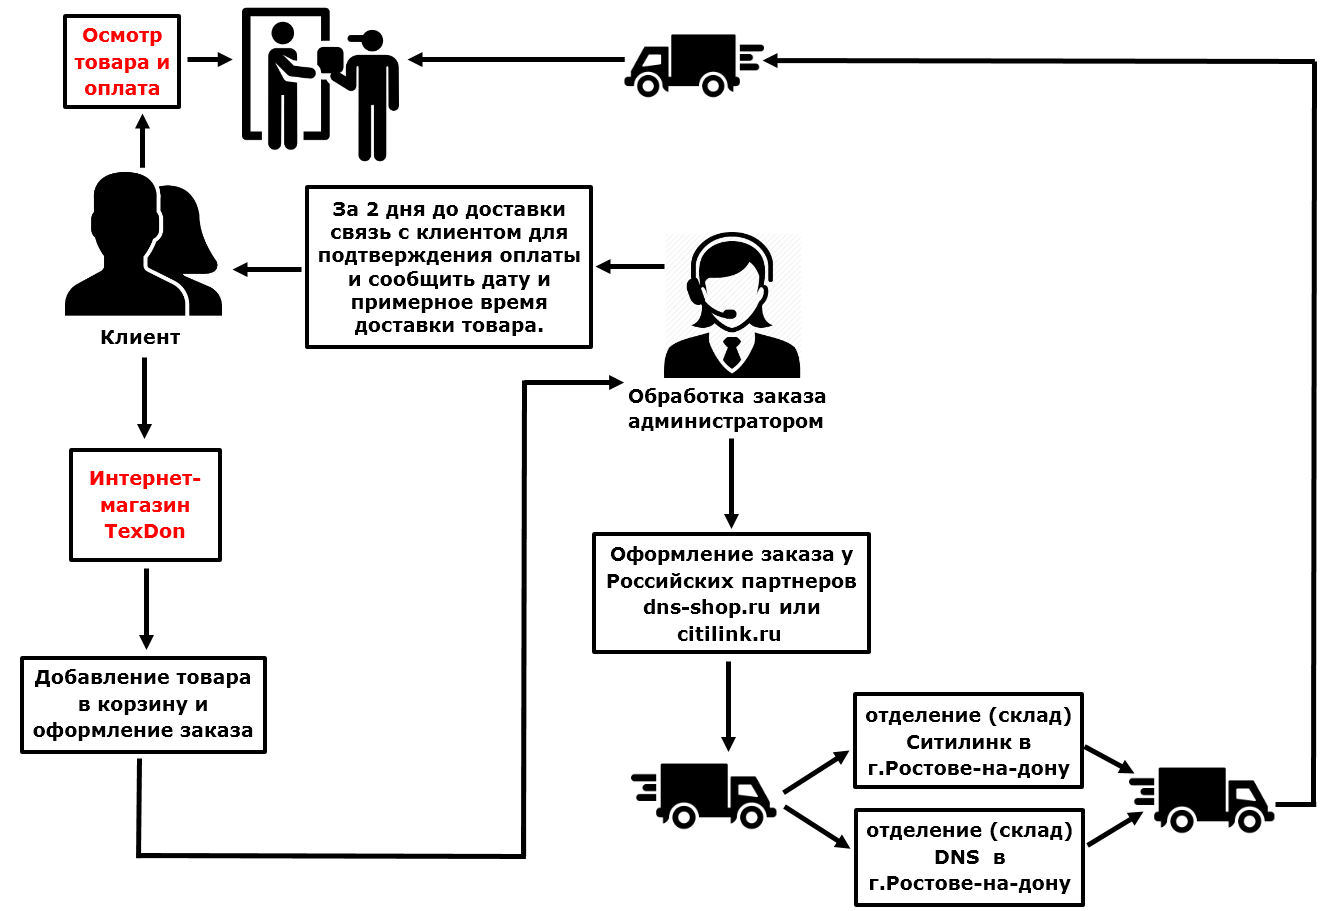 Осмотр
товара и
оплата
За 2 дня до доставки
связь с клиентом для
подтверждения оплаты
и сообщить дату и
примерное время
доставки товара.
Клиент
Обработка заказа
администратором
Интернет-
магазин
TexDon
Оформление заказа у
Российских партнеров
dns-shop.ru или
citilink.ru
Добавление товара
в корзину и
оформление заказа
отделение (склад)
Ситилинк в
г.Ростове-на-дону
отделение (склад)
DNS в
г.Ростове-на-дону